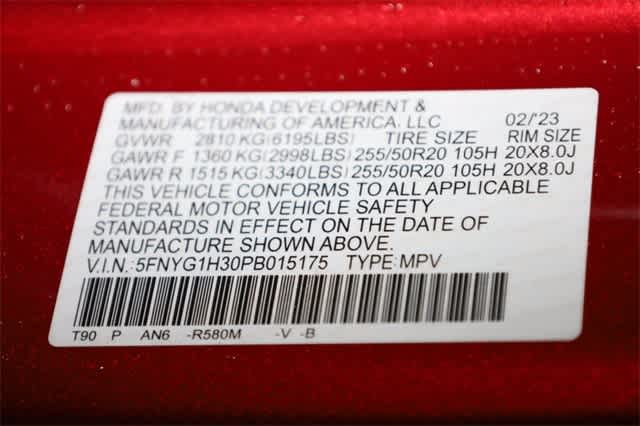 MFD. BY HONDA DEVELOPMENT &
MANUFACTURING OF AMERICA, LLC 02/'23
GVWR 2810 KG(6195LBS) TIRE SIZE RIM SIZE
GAWR F 1360 KG(2998LBS) 255/50R20 105H 20X8.0J
GAWR R 1515 KG(3340LBS) 255/50R20 105H 20X8.0J
THIS VEHICLE CONFORMS TO ALL APPLICABLE
FEDERAL MOTOR VEHICLE SAFETY
STANDARDS IN EFFECT ON THE DATE OF
MANUFACTURE SHOWN ABOVE.
V.I.N.:5FNYG1H30PB015175 TYPE:MPV
T90 P AN6 -R580M -V -B